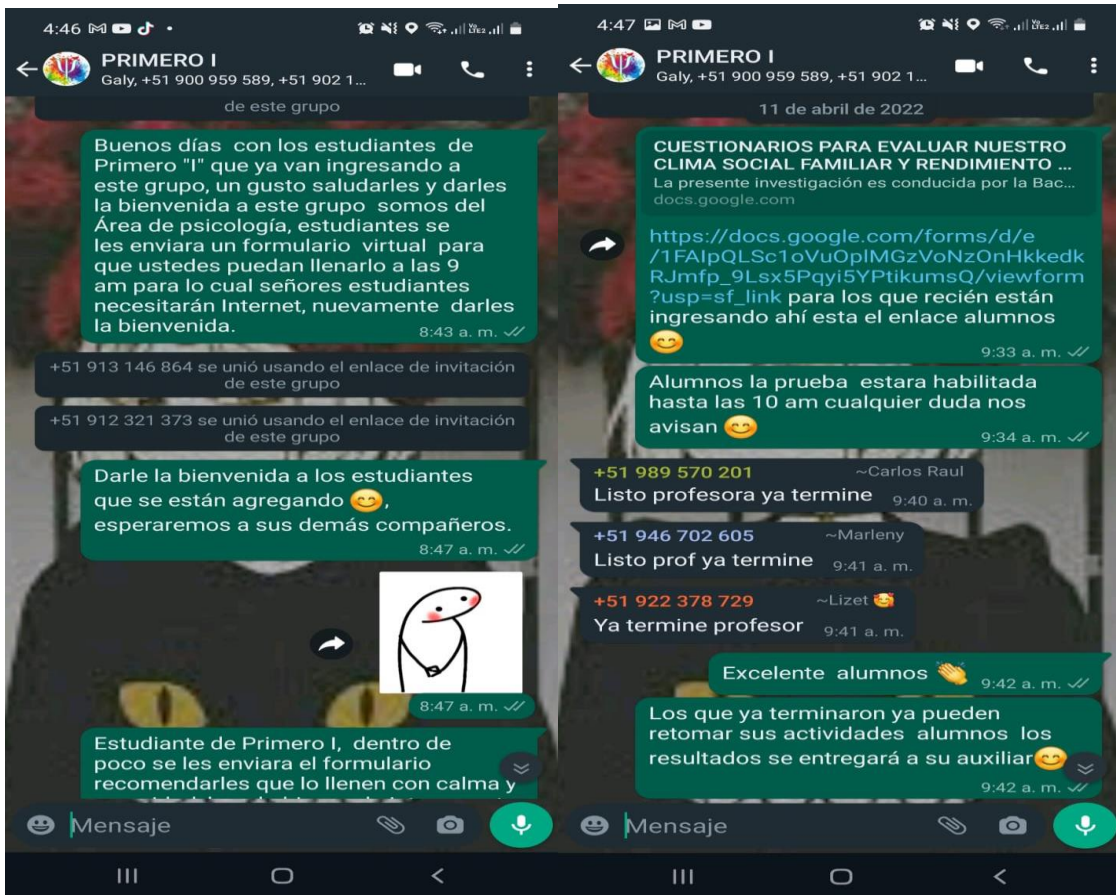 4:46
PRIMERO I
Galy, +51 900 959 589, +51 902 1...
de este grupo
Buenos días con los estudiantes de
Primero "I" que ya van ingresando a
este grupo, un gusto saludarles y darles
la bienvenida a este grupo somos del
Área de psicología, estudiantes se
les enviara un formulario virtual para
que ustedes puedan llenarlo a las 9
am para lo cual señores estudiantes
necesitarán Internet, nuevamente darles
la bienvenida.
8:43 a. m.
+51 913 146 864 se unió usando el enlace de invitación
de este grupo
+51 912 321 373 se unió usando el enlace de invitación
de este grupo
Darle la bienvenida a los estudiantes
que se están agregando 😊,
esperaremos a sus demás compañeros.
8:47 a. m.
8:47 a. m.
Estudiante de Primero I, dentro de
poco se les enviara el formulario
recomendarles que lo llenen con calma y
Mensaje
4:47
PRIMERO I
Galy, +51 900 959 589, +51 902 1...
11 de abril de 2022
CUESTIONARIOS PARA EVALUAR NUESTRO
CLIMA SOCIAL FAMILIAR Y RENDIMIENTO ...
La presente investigación es conducida por la Bac...
docs.google.com
https://docs.google.com/forms/d/e
/1FAIpQLSc1oVuOplMGzVoNzOnHkkedk
RJmfp_9Lsx5Pqyi5YPtikumsQ/viewform
?usp=sf_link para los que recién están
ingresando ahí esta el enlace alumnos
😊
9:33 a. m.
Alumnos la prueba estara habilitada
hasta las 10 am cualquier duda nos
avisan 😊
9:34 a. m.
+51 989 570 201 ~Carlos Raul
Listo profesora ya termine 9:40 a. m.
+51 946 702 605 ~Marleny
Listo prof ya termine 9:41 a. m.
+51 922 378 729 ~Lizet 🥰
Ya termine profesor 9:41 a. m.
Excelente alumnos 👏 9:42 a. m.
Los que ya terminaron ya pueden
retomar sus actividades alumnos los
resultados se entregará a su auxiliar😊
9:42 a. m.
Mensaje